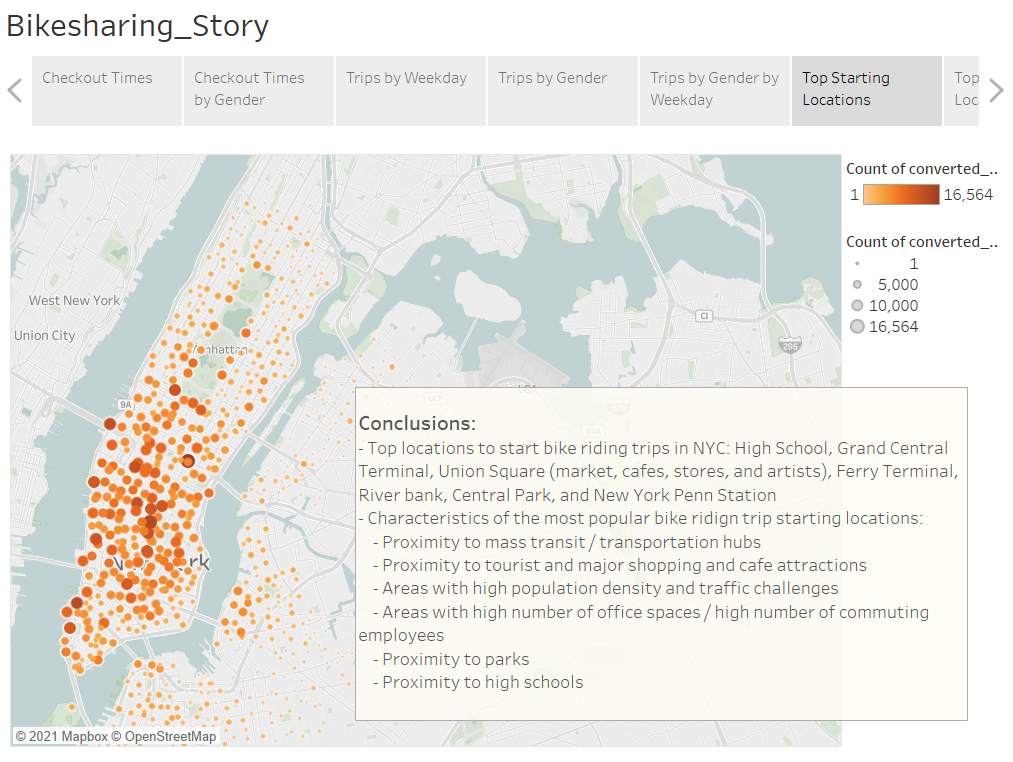 Bikesharing_Story
Checkout Times
Checkout Times
by Gender
Trips by Weekday
Trips by Gender
Trips by Gender by
Weekday
Top Starting
Locations
Top
Loc
Count of converted_..
1
16,564
Count of converted_..
1
5,000
10,000
16,564
West New York
Union City
Manhattan
9A
CI
295
Conclusions:
- Top locations to start bike riding trips in NYC: High School, Grand Central
Terminal, Union Square (market, cafes, stores, and artists), Ferry Terminal,
River bank, Central Park, and New York Penn Station
- Characteristics of the most popular bike ridign trip starting locations:
- Proximity to mass transit / transportation hubs
- Proximity to tourist and major shopping and cafe attractions
- Areas with high population density and traffic challenges
- Areas with high number of office spaces / high number of commuting
employees
- Proximity to parks
- Proximity to high schools
© 2021 Mapbox © OpenStreetMap